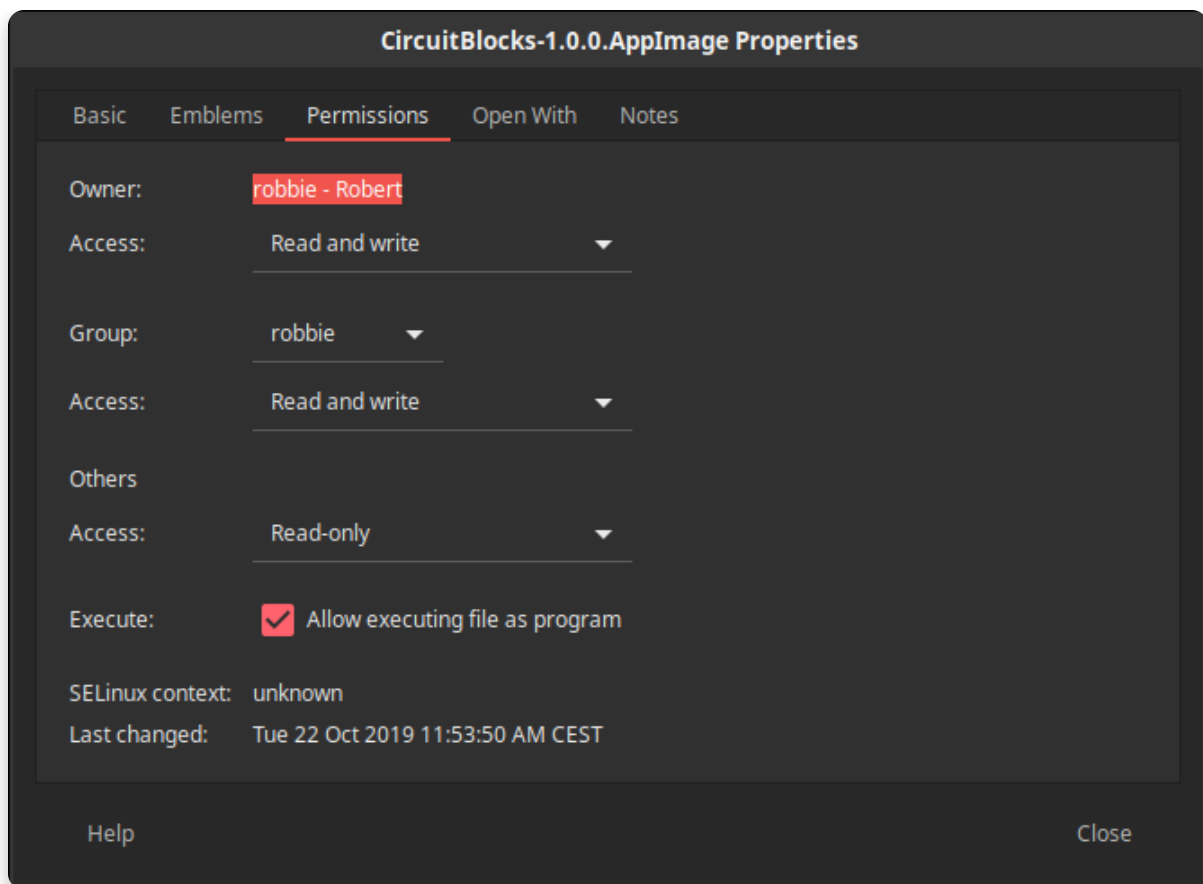 CircuitBlocks-1.0.0.AppImage Properties
Basic Emblems Permissions Open With Notes
Owner: robbie - Robert
Access: Read and write
Group: robbie
Access: Read and write
Others
Access: Read-only
Execute: Allow executing file as program
SELinux context: unknown
Last changed: Tue 22 Oct 2019 11:53:50 AM CEST
Help Close